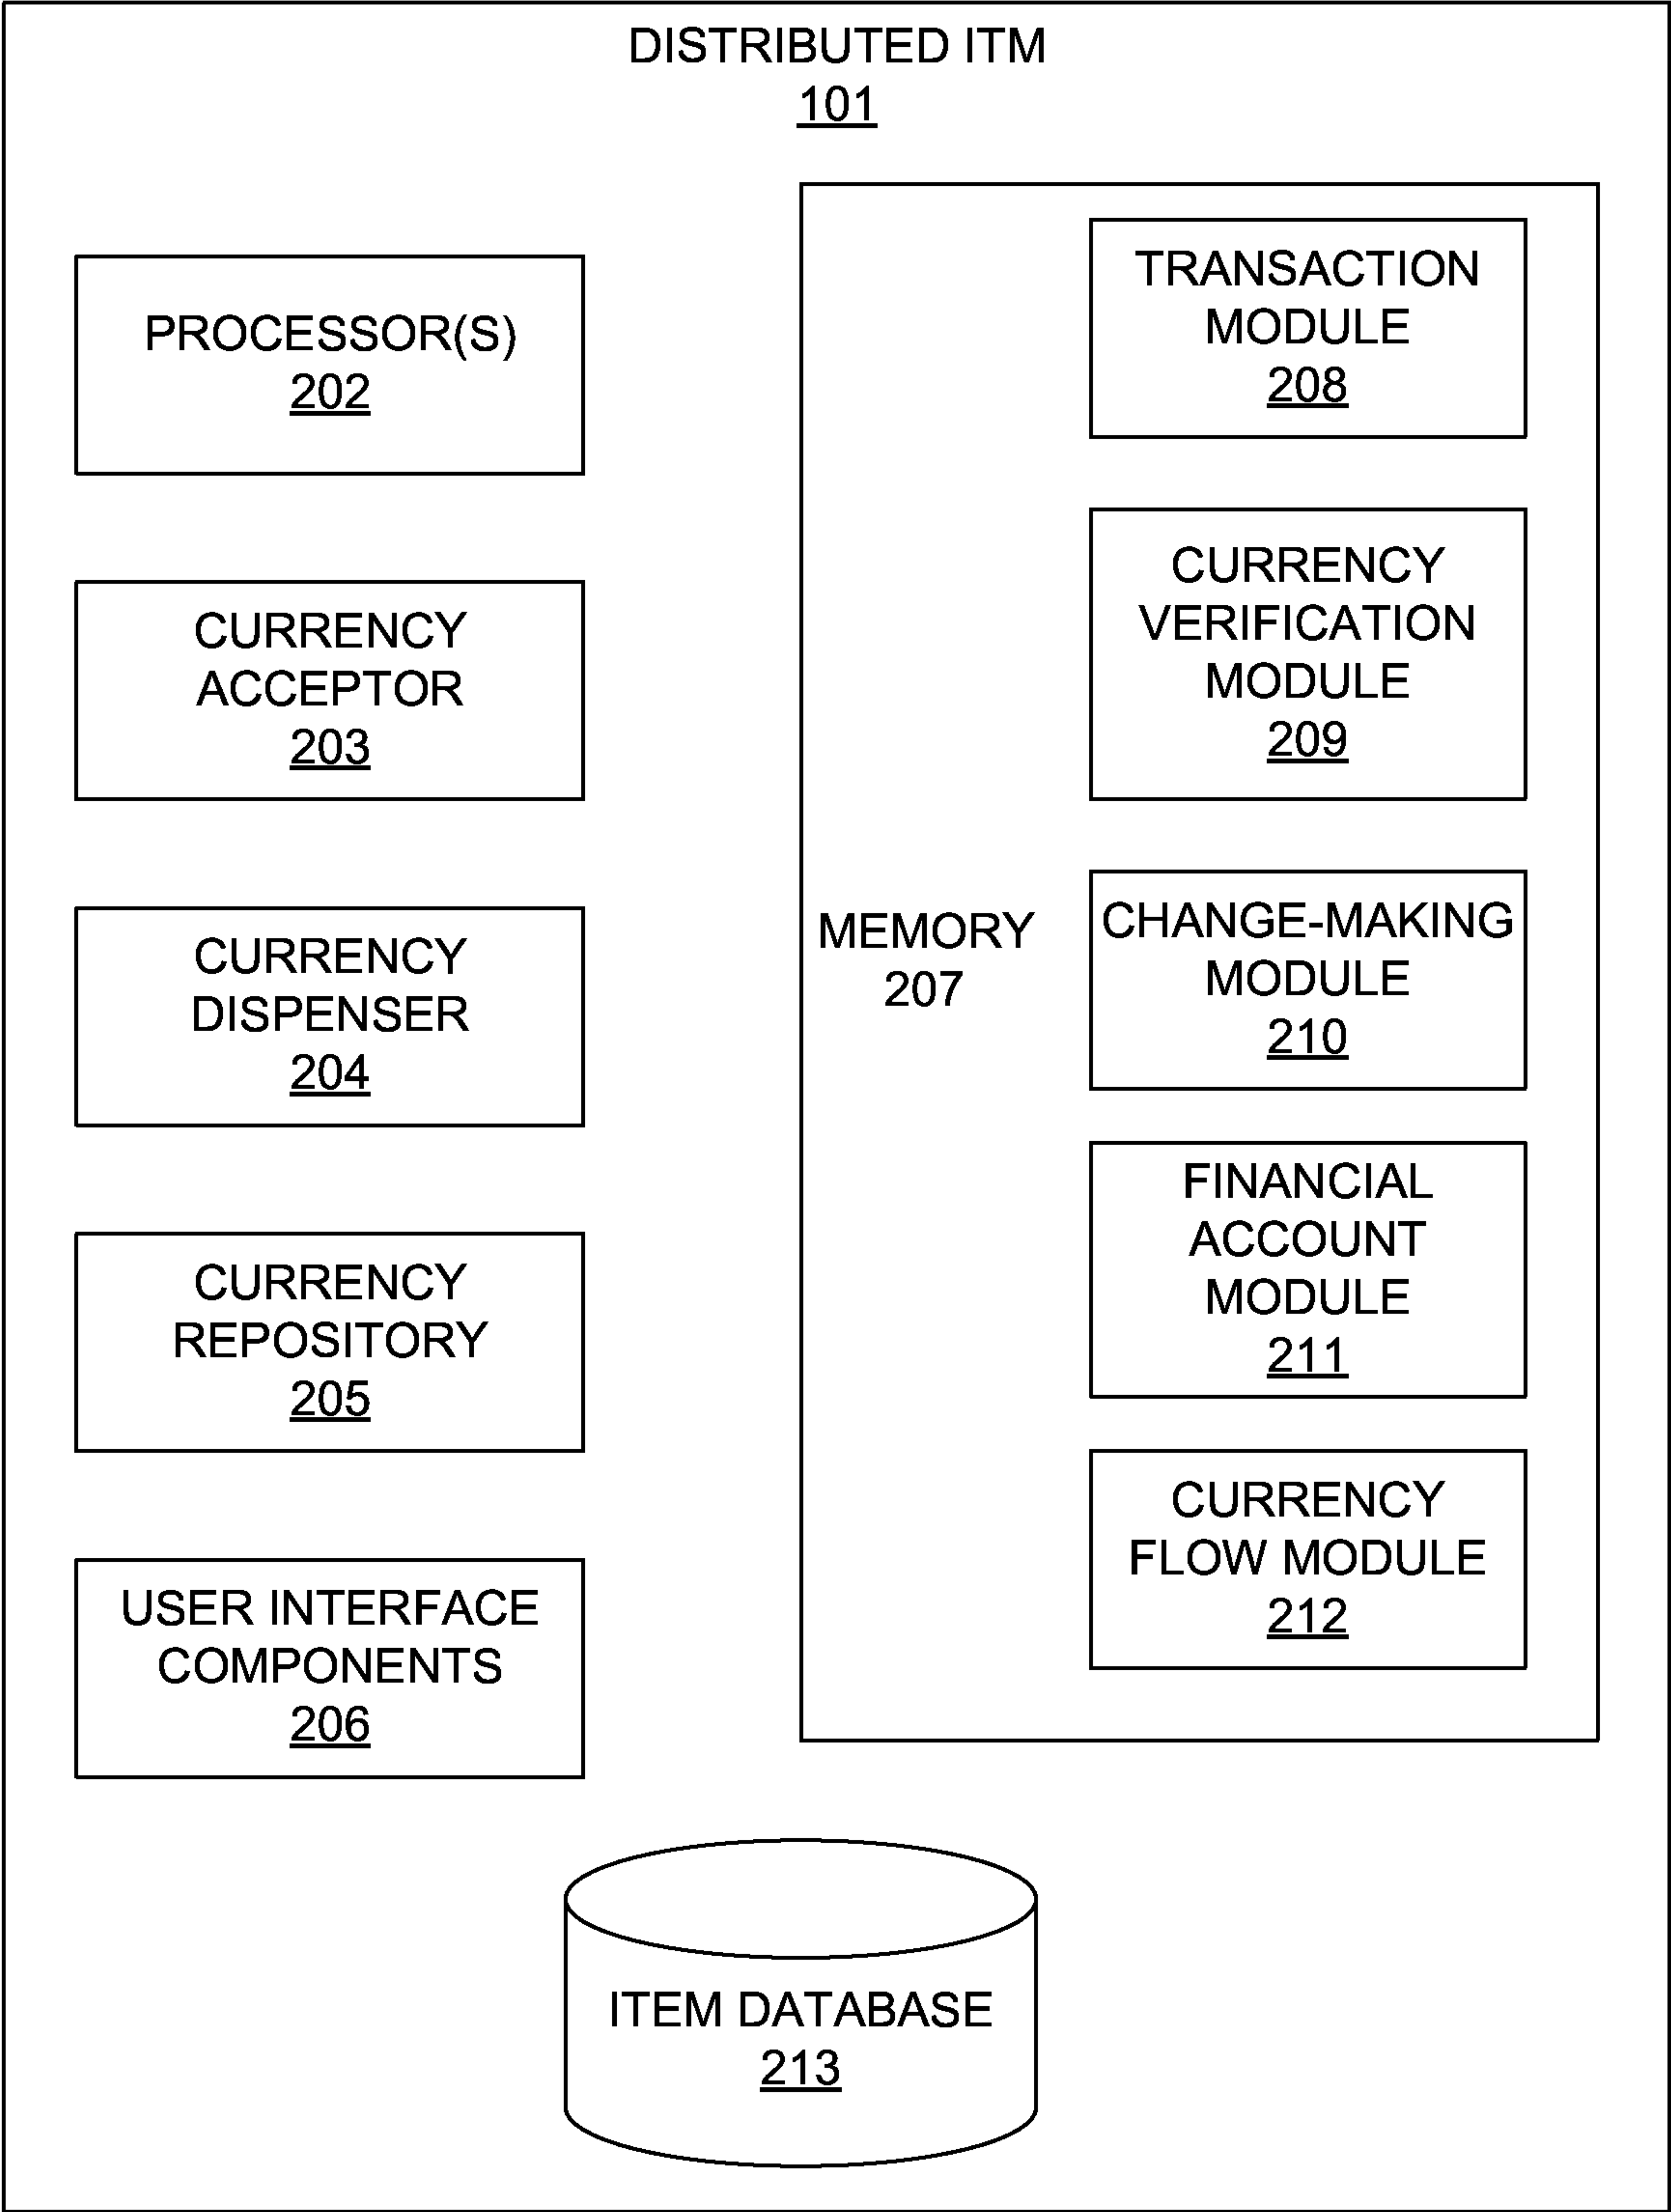 DISTRIBUTED ITM
101
PROCESSOR(S)
202
CURRENCY
ACCEPTOR
203
CURRENCY
DISPENSER
204
CURRENCY
REPOSITORY
205
USER INTERFACE
COMPONENTS
206
MEMORY
207
TRANSACTION
MODULE
208
CURRENCY
VERIFICATION
MODULE
209
CHANGE-MAKING
MODULE
210
FINANCIAL
ACCOUNT
MODULE
211
CURRENCY
FLOW MODULE
212
ITEM DATABASE
213